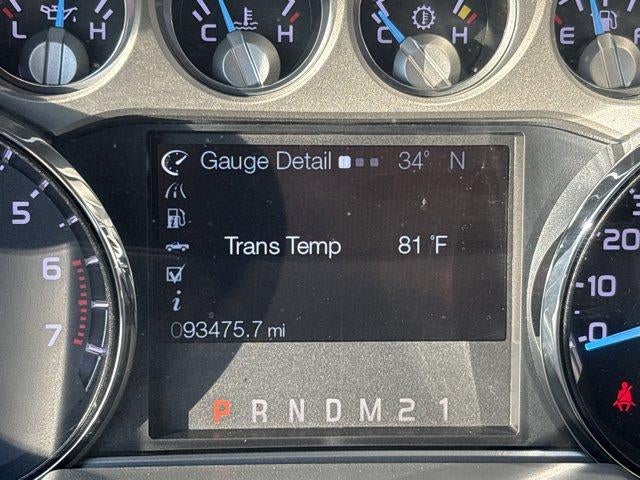 L H
C H
C H
E
Gauge Detail 34° N
Trans Temp 81 °F
093475.7 mi
P R N D M 2 1
5
6
7
20
10
0